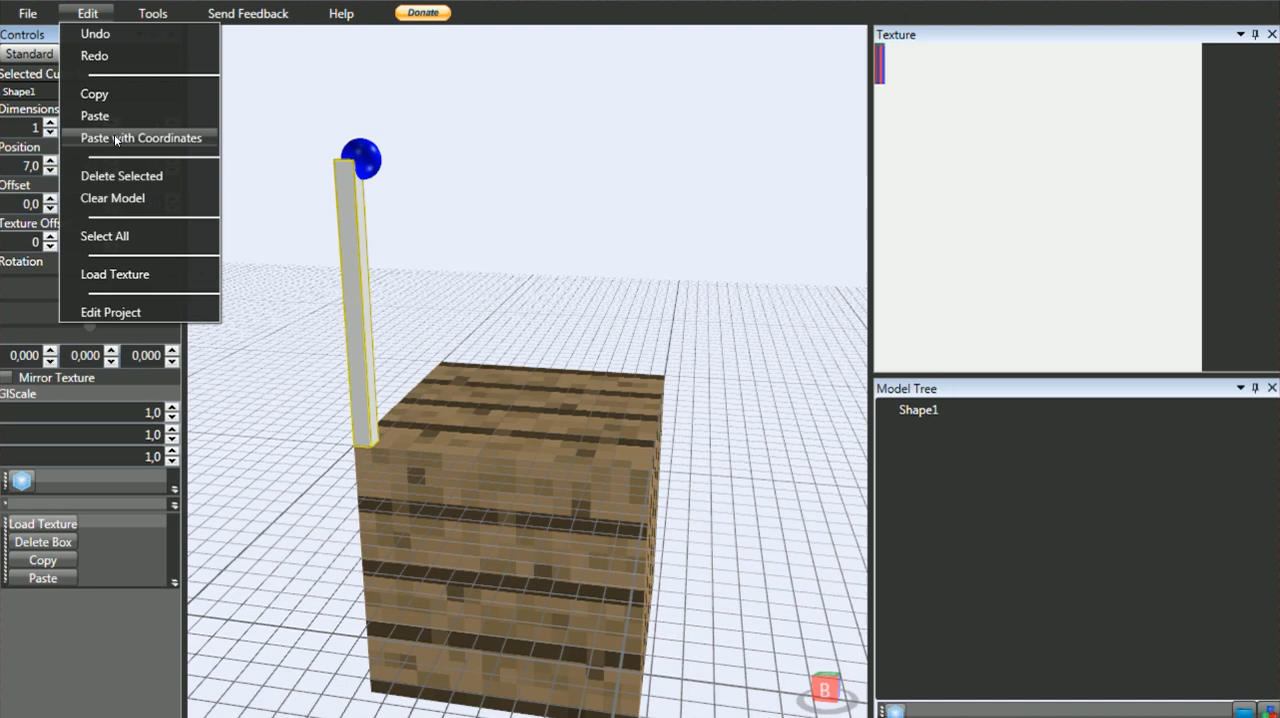 File Edit Tools Send Feedback Help Donate
Controls
Standard
Selected Cu
Shape1
Dimensions
1
Position
7,0
Offset
0,0
Texture Offs
0
Rotation
Undo
Redo
Copy
Paste
Paste with Coordinates
Delete Selected
Clear Model
Select All
Load Texture
Edit Project
0,000 0,000 0,000
Mirror Texture
GlScale
1,0
1,0
1,0
Load Texture
Delete Box
Copy
Paste
B
Texture
Model Tree
Shape1